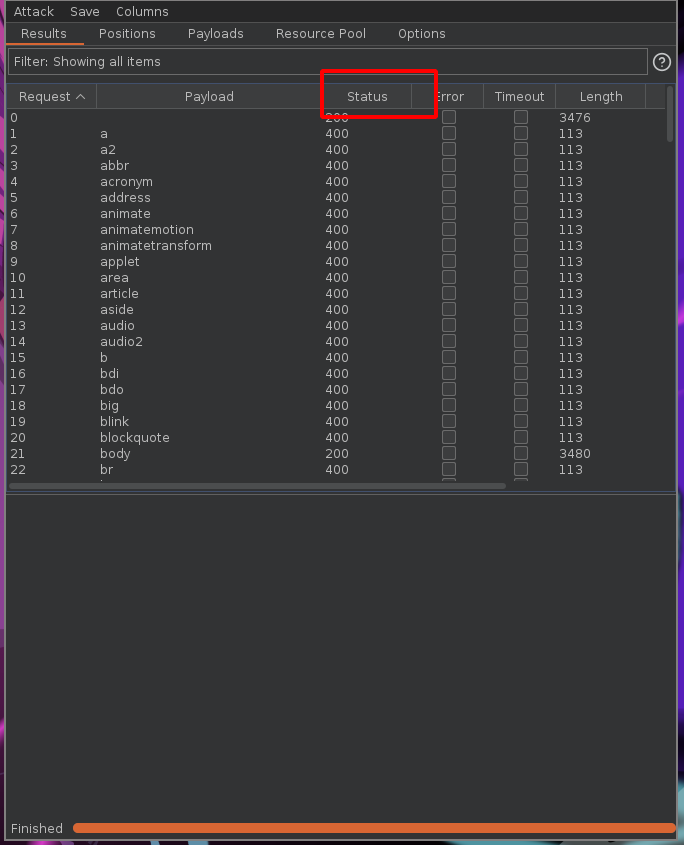 Attack Save Columns
Results Positions Payloads Resource Pool Options
Filter: Showing all items
Request Payload Status Error Timeout Length
0 200 3476
1 a 400 113
2 a2 400 113
3 abbr 400 113
4 acronym 400 113
5 address 400 113
6 animate 400 113
7 animatemotion 400 113
8 animatetransform 400 113
9 applet 400 113
10 area 400 113
11 article 400 113
12 aside 400 113
13 audio 400 113
14 audio2 400 113
15 b 400 113
16 bdi 400 113
17 bdo 400 113
18 big 400 113
19 blink 400 113
20 blockquote 400 113
21 body 200 3480
22 br 400 113
Finished